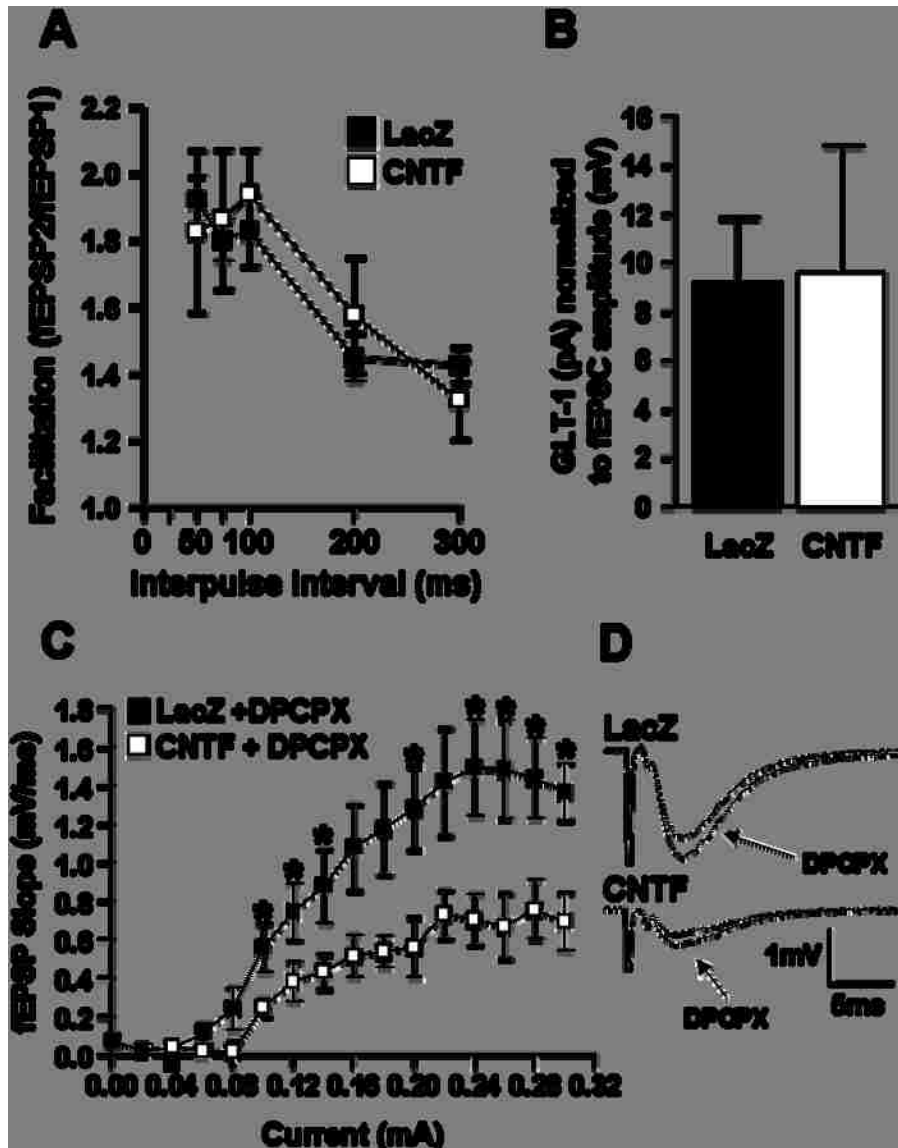 A
Facilitation (fEPSP2/fEPSP1)
2.2
2.0
1.8
1.6
1.4
1.2
1.0
LacZ
CNTF
0 50 100 200 300
Interpulse Interval (ms)
B
GLT-1 (pA) normalized
to fEPSC amplitude (mV)
16
14
12
10
8
6
4
2
0
LacZ CNTF
C
fEPSP Slope (mV/ms)
1.8
1.6
1.4
1.2
1.0
0.8
0.6
0.4
0.2
0.0
LacZ +DPCPX
CNTF + DPCPX
* * * * * * * *
0.00 0.04 0.08 0.12 0.16 0.20 0.24 0.28 0.32
Current (mA)
D
LacZ
DPCPX
CNTF
DPCPX
1mV
5ms